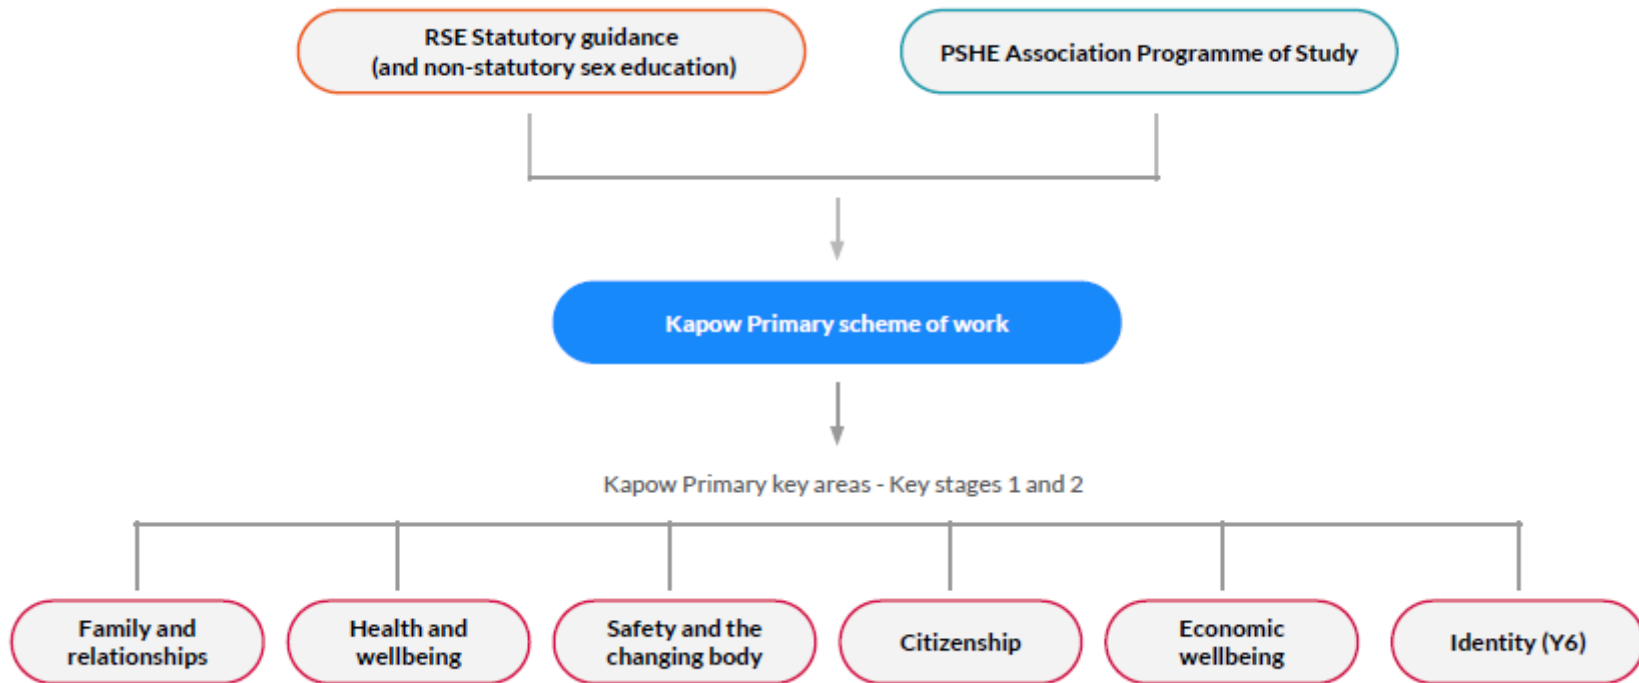 RSE Statutory guidance
(and non-statutory sex education)
PSHE Association Programme of Study
Kapow Primary scheme of work
Kapow Primary key areas - Key stages 1 and 2
Family and
relationships
Health and
wellbeing
Safety and the
changing body
Citizenship
Economic
wellbeing
Identity (Y6)